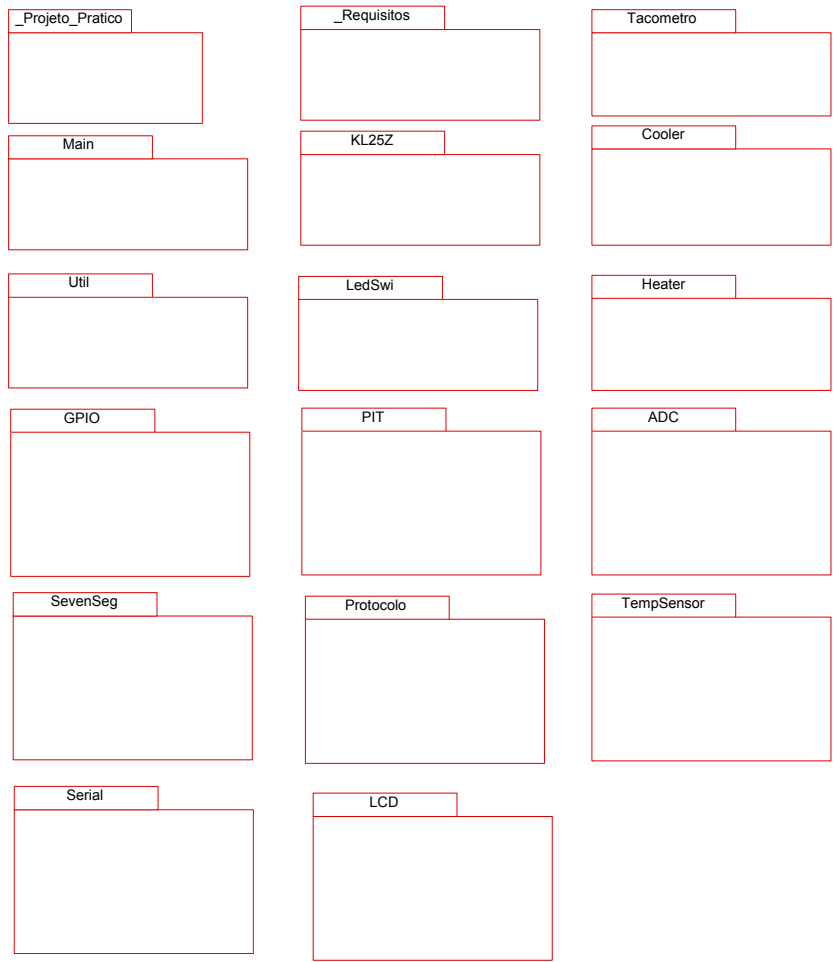 _Projeto_Pratico
_Requisitos
Tacometro
Main
KL25Z
Cooler
Util
LedSwi
Heater
GPIO
PIT
ADC
SevenSeg
Protocolo
TempSensor
Serial
LCD